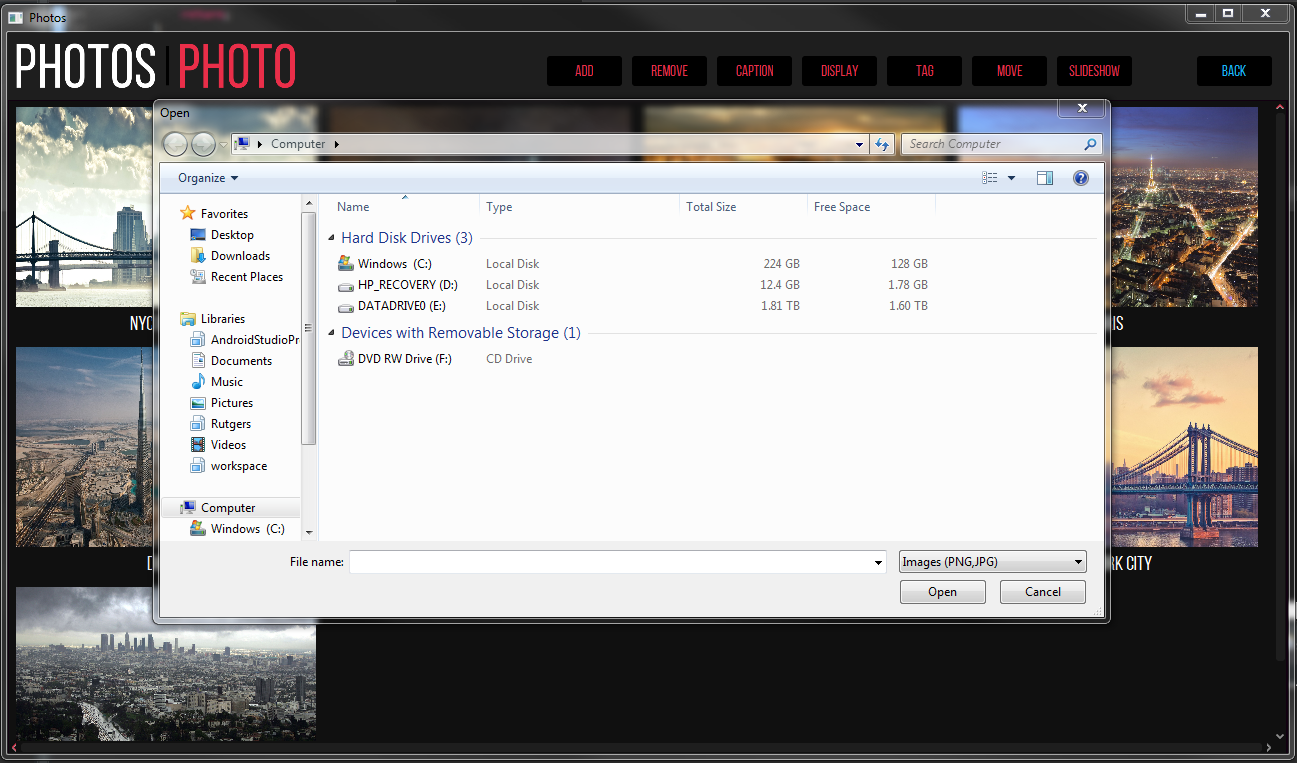 Photos
PHOTOS | PHOTO
ADD REMOVE CAPTION DISPLAY TAG MOVE SLIDESHOW BACK
Open
Computer
Search Computer
Organize
Name Type Total Size Free Space
Favorites
Desktop
Downloads
Recent Places
Libraries
AndroidStudioPr
Documents
Music
Pictures
Rutgers
Videos
workspace
Computer
Windows (C:)
Hard Disk Drives (3)
Windows (C:) Local Disk 224 GB 128 GB
HP_RECOVERY (D:) Local Disk 12.4 GB 1.78 GB
DATADRIVE0 (E:) Local Disk 1.81 TB 1.60 TB
Devices with Removable Storage (1)
DVD RW Drive (F:) CD Drive
File name:
Images (PNG,JPG)
Open Cancel
NYC
IS
D
RK CITY